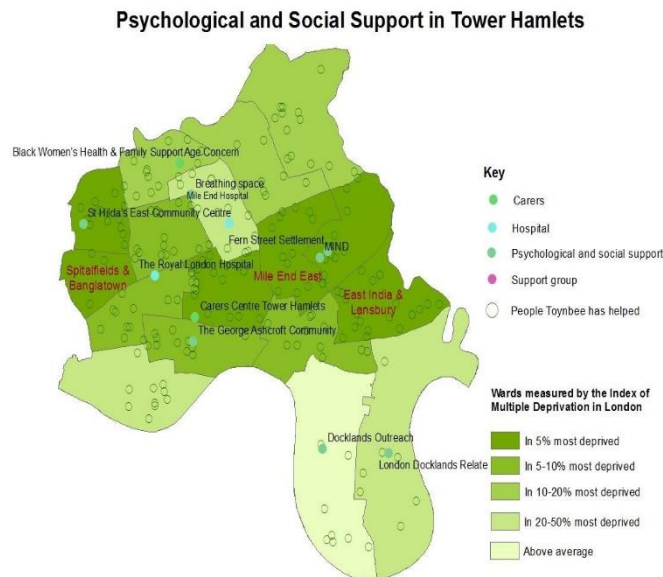 Psychological and Social Support in Tower Hamlets
Black Women's Health & Family Support
Age Concern
Breathing space
Mile End Hospital
St Hilda's East Community Centre
Fern Street Settlement
MIND
Spitalfields &
Banglatown
The Royal London Hospital
Mile End East
East India &
Lansbury
Carers Centre Tower Hamlets
The George Ashcroft Community
Docklands Outreach
London Docklands Relate
Key
Carers
Hospital
Psychological and social support
Support group
People Toynbee has helped
Wards measured by the Index of
Multiple Deprivation in London
In 5% most deprived
In 5-10% most deprived
In 10-20% most deprived
In 20-50% most deprived
Above average